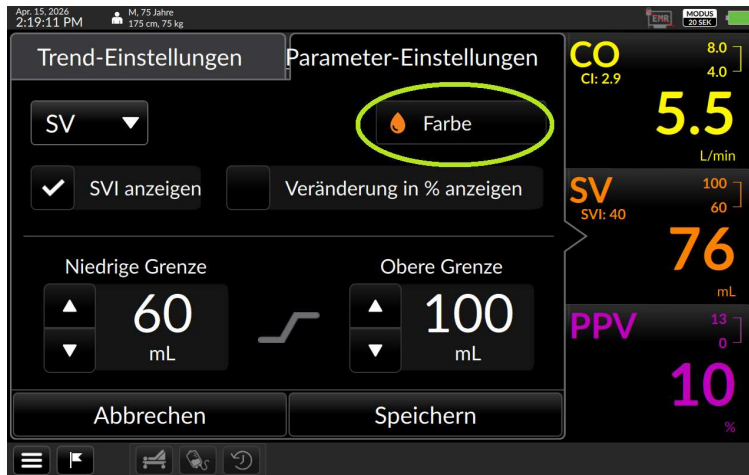 Apr. 15, 2026
2:19:11 PM
M, 75 Jahre
175 cm, 75 kg
EMR
MODUS
20 SEK
Trend-Einstellungen
Parameter-Einstellungen
SV
Farbe
SVI anzeigen
Veränderung in % anzeigen
Niedrige Grenze
Obere Grenze
60
mL
100
mL
Abbrechen
Speichern
CO
CI: 2.9
8.0
4.0
5.5
L/min
SV
SVI: 40
100
60
76
mL
PPV
13
0
10
%